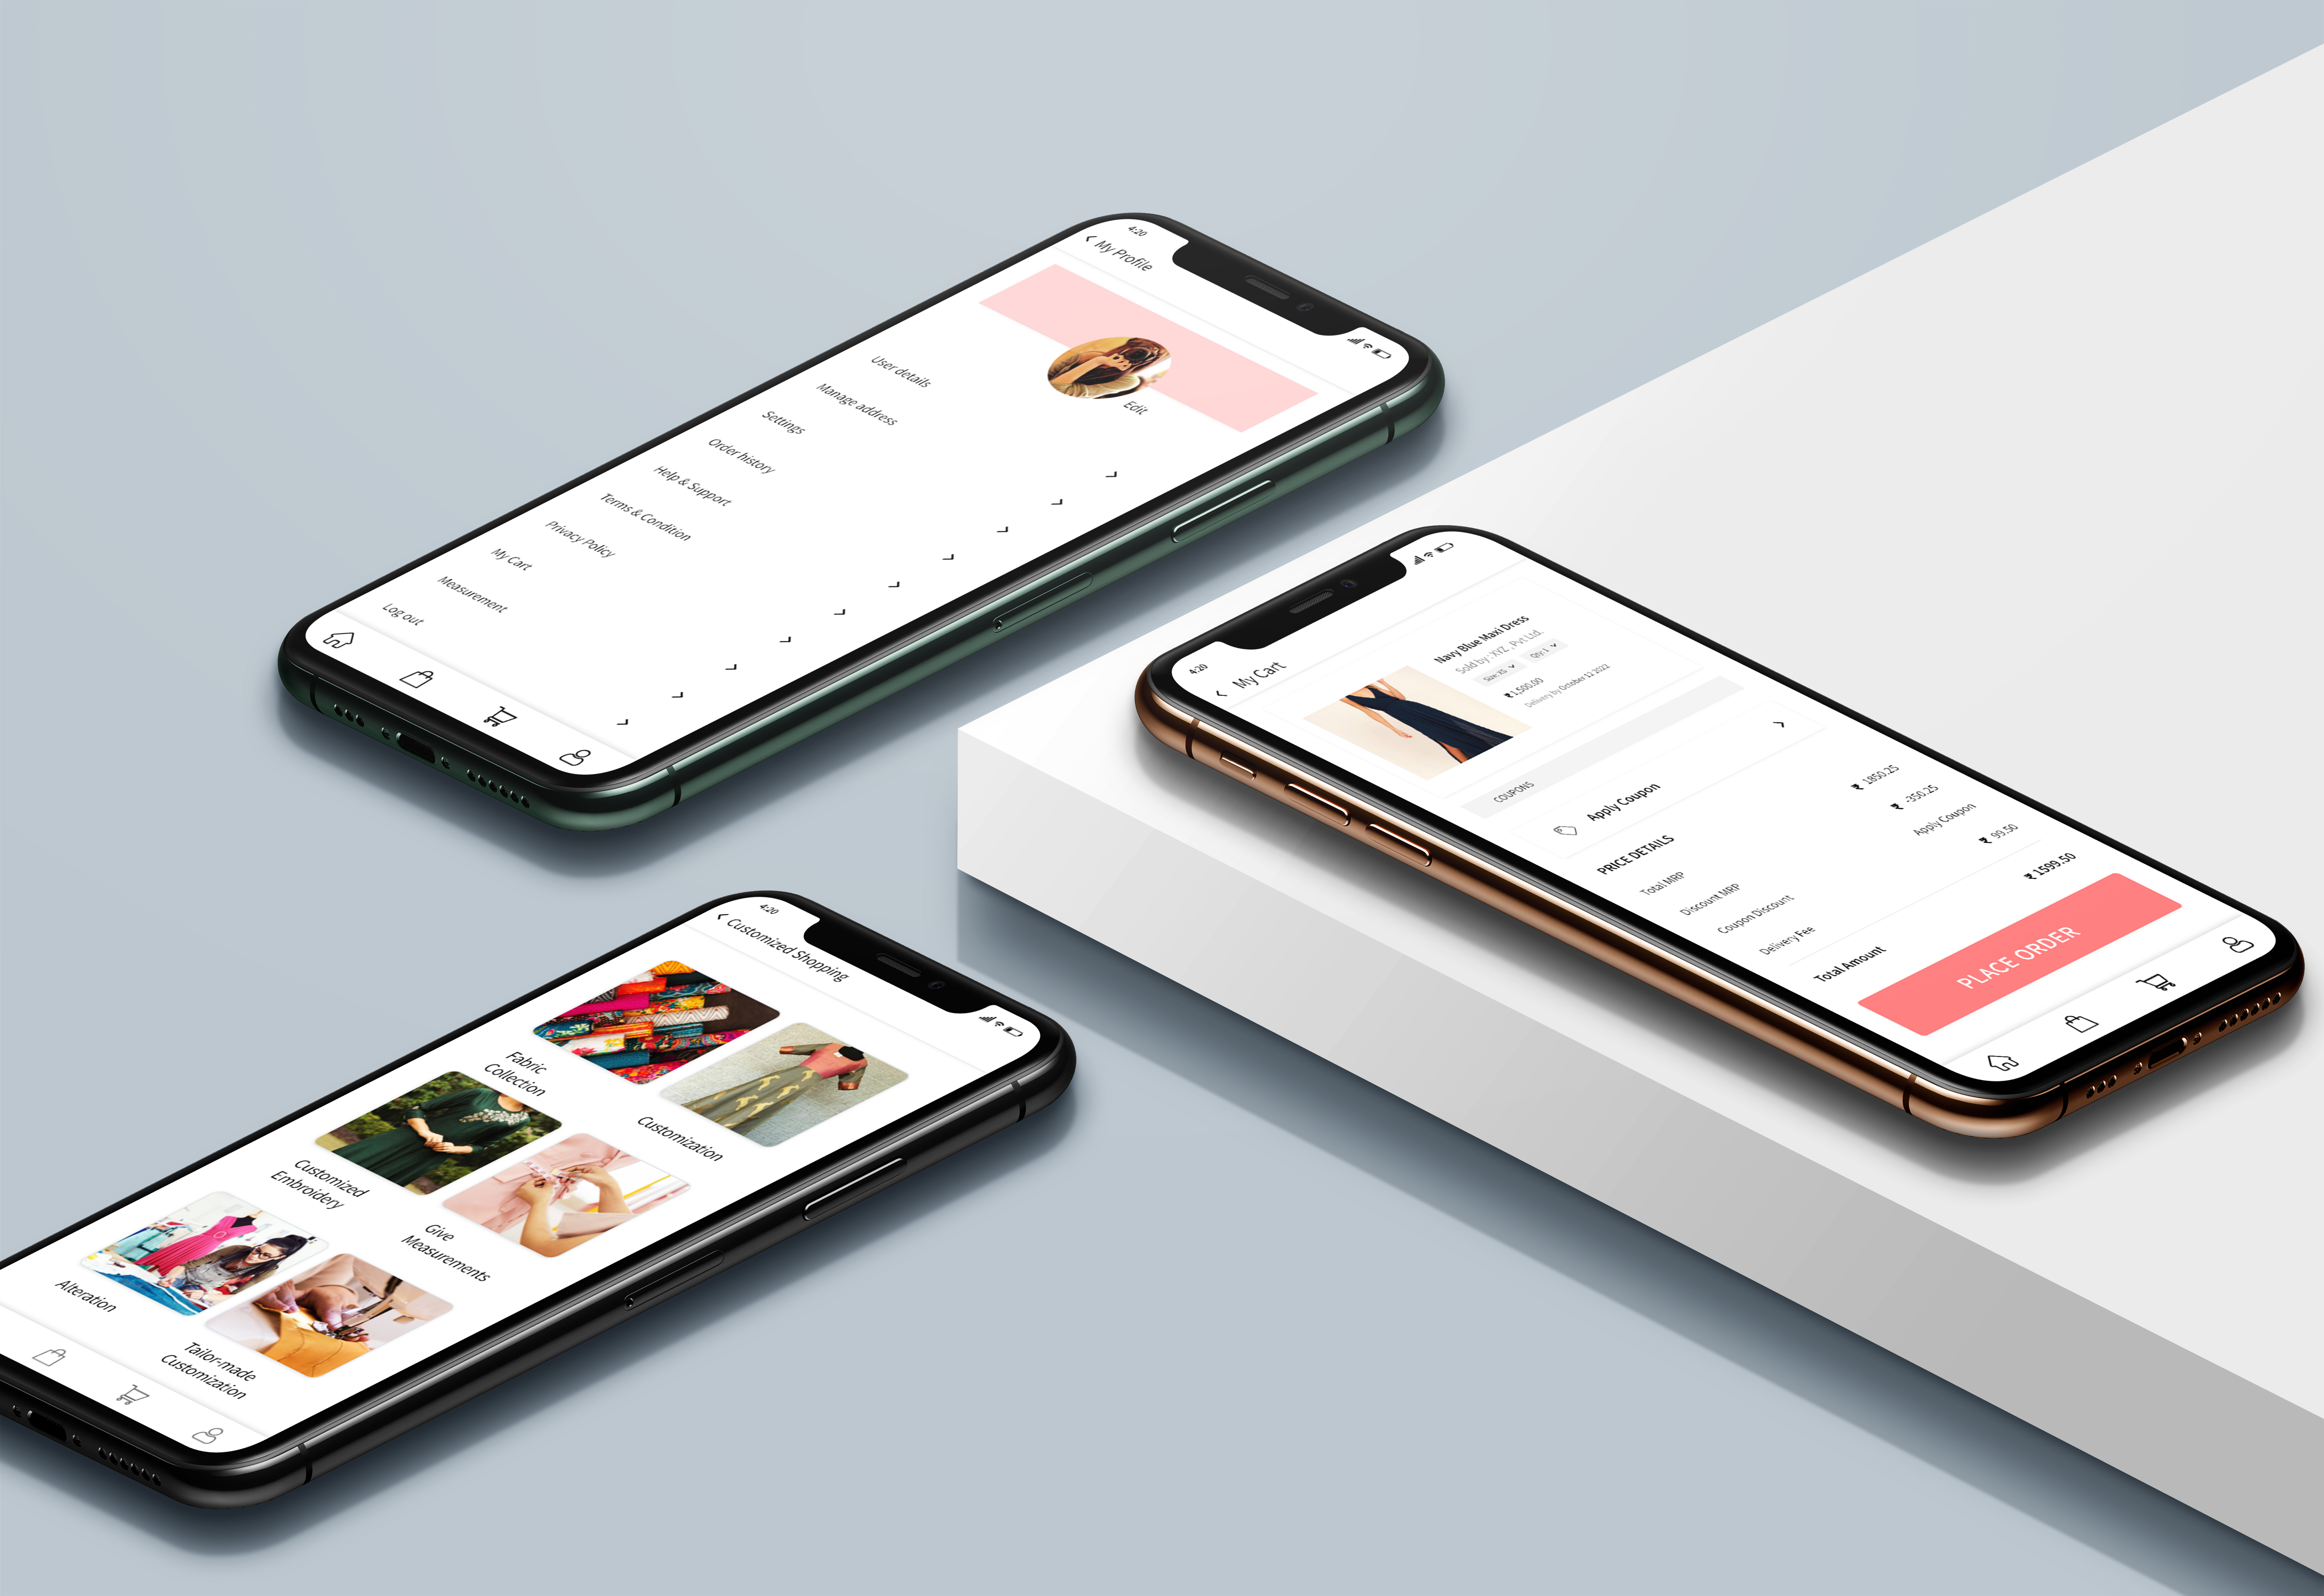 4:20
My Profile
Edit
User details
Manage address
Settings
Order history
Help & Support
Terms & Condition
Privacy Policy
My Cart
Measurement
Log out
4:20
My Cart
Navy Blue Maxi Dress
Sold by : XYZ , Pvt Ltd.
Size: XS Qty: 1
₹ 1,500.00
Delivery by October 12 2022
COUPONS
Apply Coupon
PRICE DETAILS
Total MRP ₹ 1850.25
Discount MRP ₹ -350.25
Coupon Discount Apply Coupon
Delivery Fee ₹ 99.50
Total Amount ₹ 1599.50
PLACE ORDER
4:20
Customized Shopping
Fabric
Collection
Customization
Customized
Embroidery
Give
Measurements
Alteration
Tailor-made
Customization